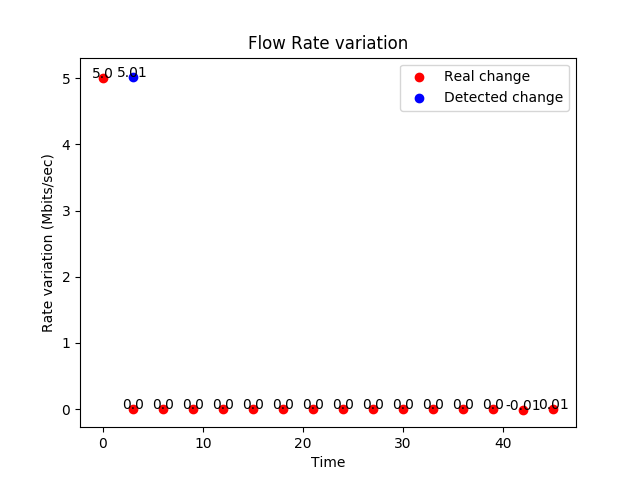 Flow Rate variation
Real change
Detected change
5.0 5.01
5
4
3
2
1
0
Rate variation (Mbits/sec)
0.0 0.0 0.0 0.0 0.0 0.0 0.0 0.0 0.0 0.0 0.0 0.0 0.0 -0.01 0.01
0 10 20 30 40
Time